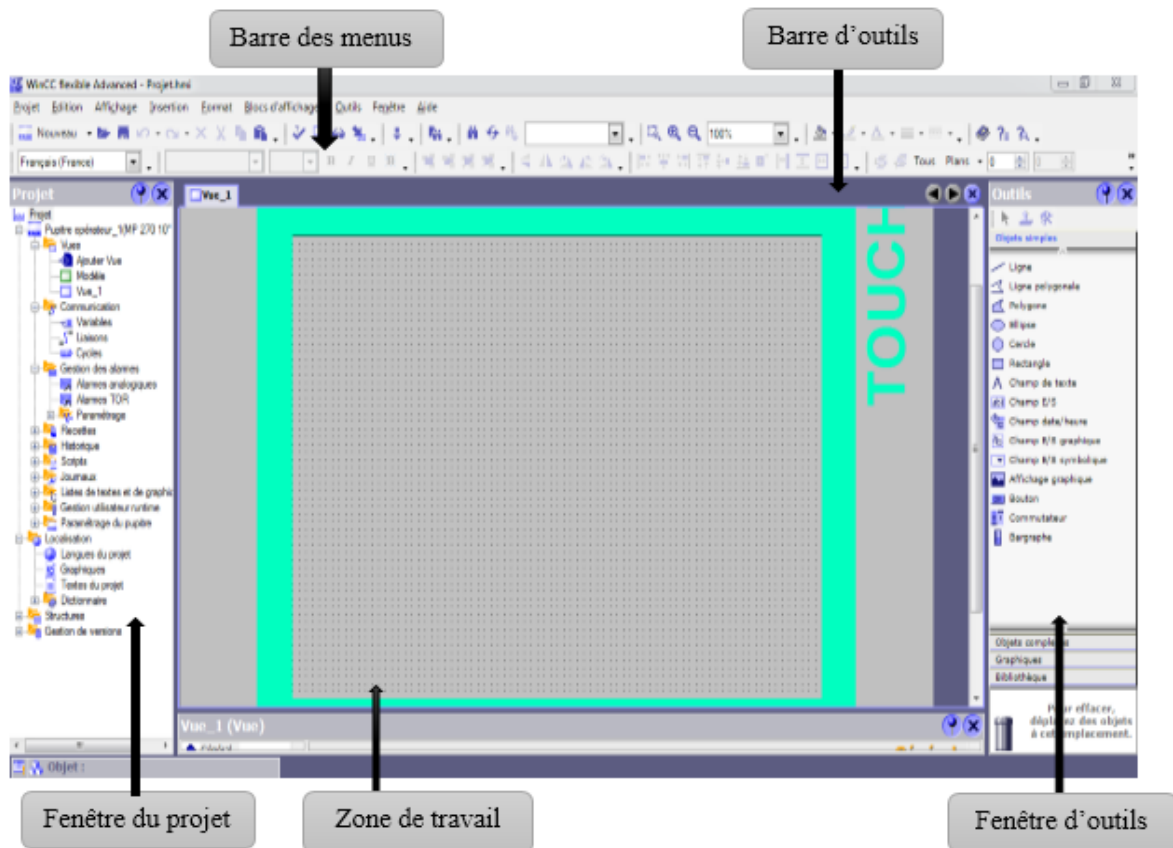 Barre des menus
Barre d'outils
WinCC flexible Advanced - Projet.hmi
Projet Edition Affichage Insertion Format Blocs d'affichage Outils Fenêtre Aide
Nouveau 100%
Français (France) Tous Plans 0 0
Projet
Projet
Pupitre opérateur_1(MP 270 10"
Vues
Ajouter Vue
Modèle
Vue_1
Communication
Variables
Liaisons
Cycles
Gestion des alarmes
Alarmes analogiques
Alarmes TOR
Paramétrage
Recettes
Historique
Scripts
Journaux
Listes de textes et de graphic
Gestion utilisateur runtime
Paramétrage du pupitre
Localisation
Langues du projet
Graphiques
Textes du projet
Dictionnaire
Structures
Gestion de versions
Vue_1
TOUCH
Outils
Objets simples
Ligne
Ligne polygonale
Polygone
Ellipse
Cercle
Rectangle
Champ de texte
Champ E/S
Champ date/heure
Champ E/S graphique
Champ E/S symbolique
Affichage graphique
Bouton
Commutateur
Bargraphe
Objets complexes
Graphiques
Bibliothèque
Pour effacer,
déplacez des objets
à cet emplacement.
Vue_1 (Vue)
Objet :
Fenêtre du projet
Zone de travail
Fenêtre d'outils